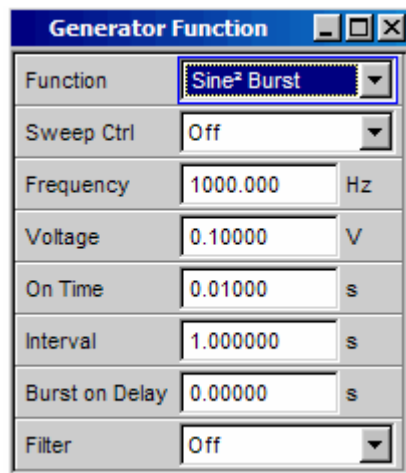 Generator Function
Function Sine² Burst
Sweep Ctrl Off
Frequency 1000.000 Hz
Voltage 0.10000 V
On Time 0.01000 s
Interval 1.000000 s
Burst on Delay 0.00000 s
Filter Off